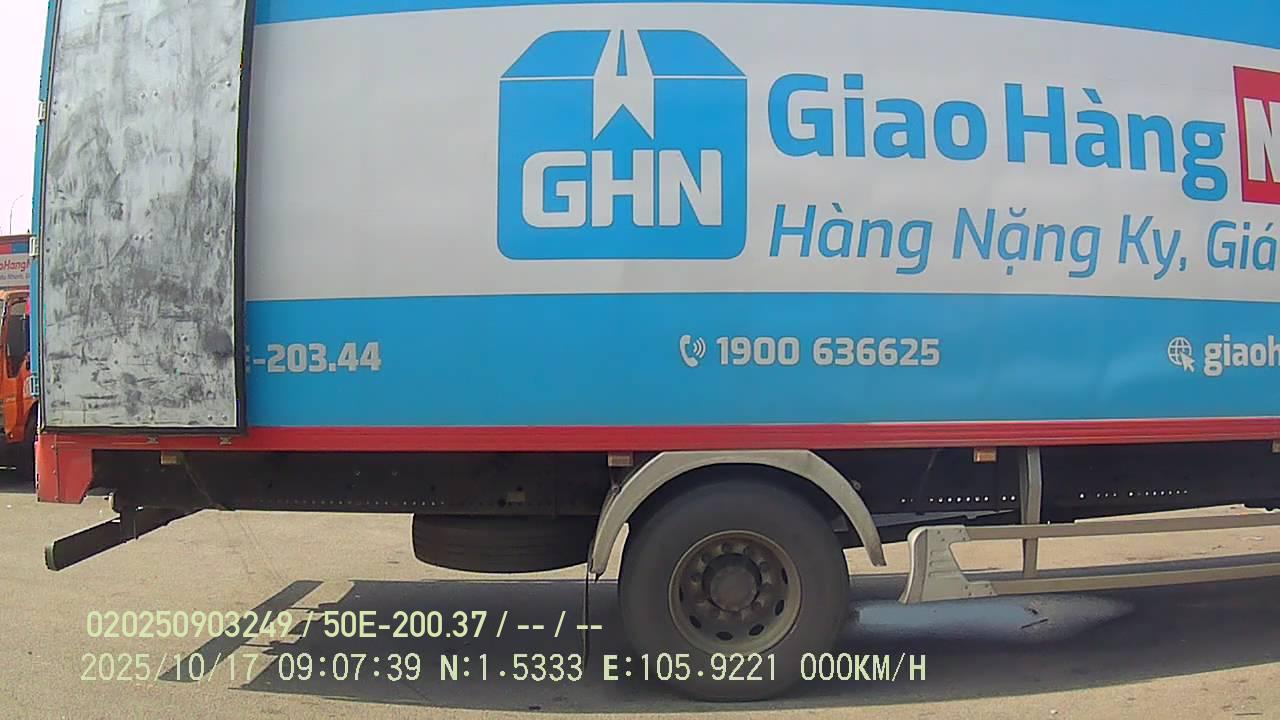 GHN
Giao Hàng N
Hàng Nặng Ky, Giá
-203.44
1900 636625
giaoh
020250903249 / 50E-200.37 / -- / --
2025/10/17 09:07:39 N:1.5333 E:105.9221 000KM/H